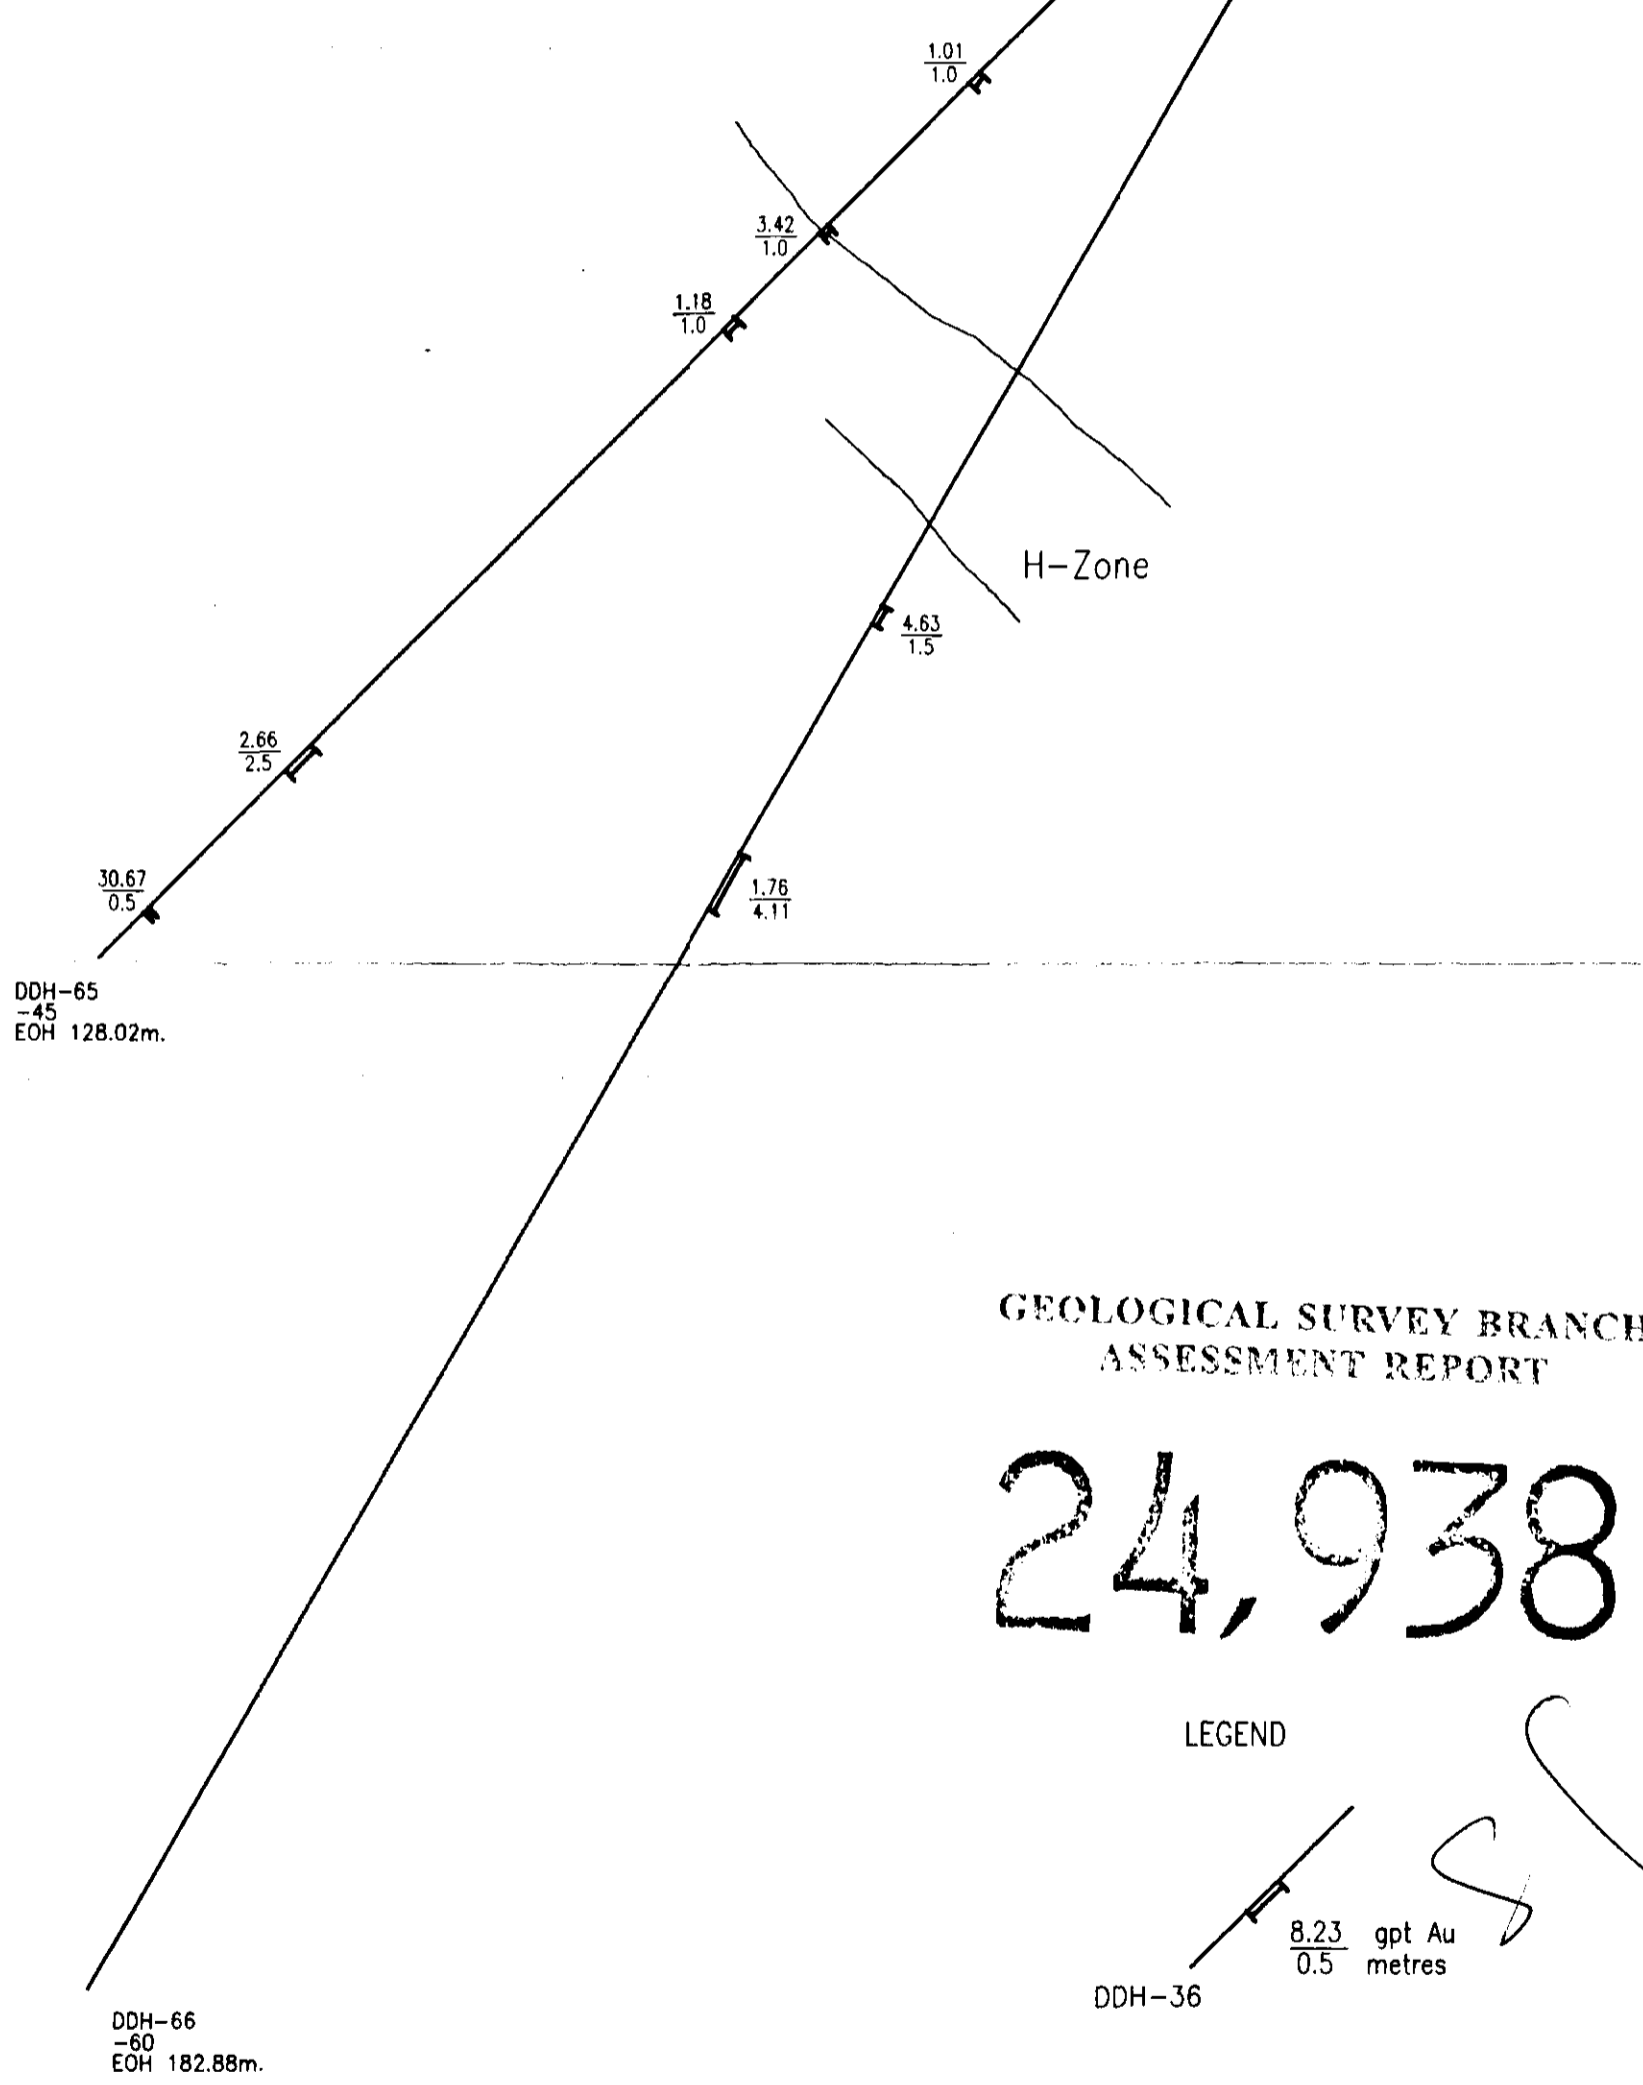 1.01
1.0
3.42
1.0
1.18
1.0
H-Zone
4.63
1.5
2.66
2.5
30.67
0.5
1.76
4.11
DDH-65
-45
EOH 128.02m.
GEOLOGICAL SURVEY BRANCH
ASSESSMENT REPORT
24,938
LEGEND
8.23 gpt Au
0.5 metres
DDH-36
DDH-66
-60
EOH 182.88m.